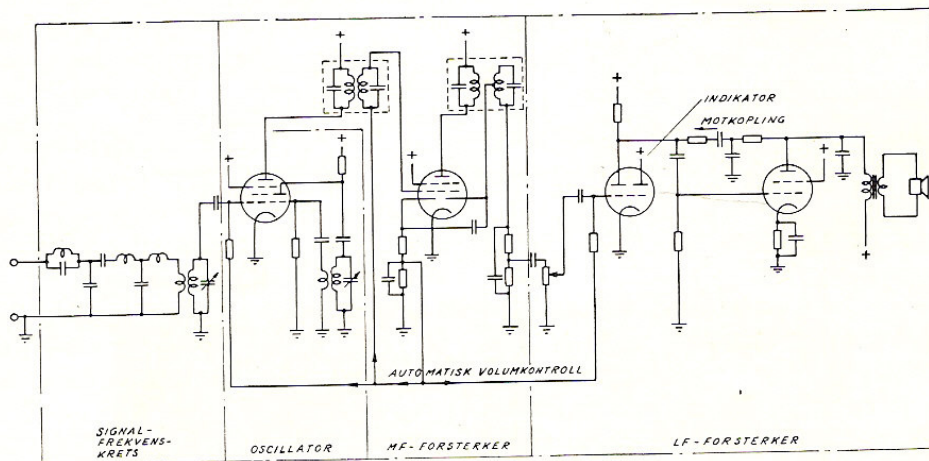 INDIKATOR
MOTKOPLING
AUTOMATISK VOLUMKONTROLL
SIGNAL-
FREKVENS-
KRETS
OSCILLATOR
MF-FORSTERKER
LF-FORSTERKER